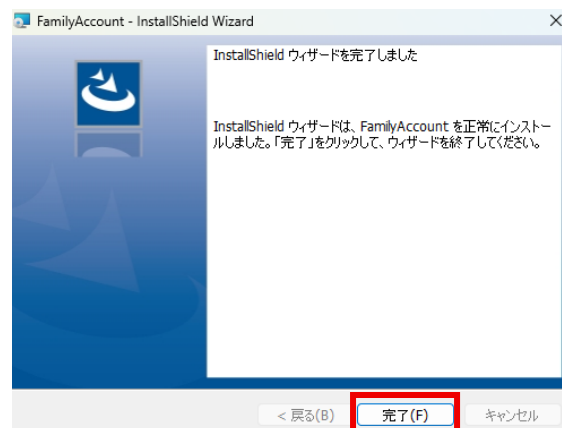 FamilyAccount - InstallShield Wizard
InstallShield ウィザードを完了しました
InstallShield ウィザードは、FamilyAccount を正常にインストー
ルしました。「完了」をクリックして、ウィザードを終了してください。
< 戻る(B) 完了(F) キャンセル